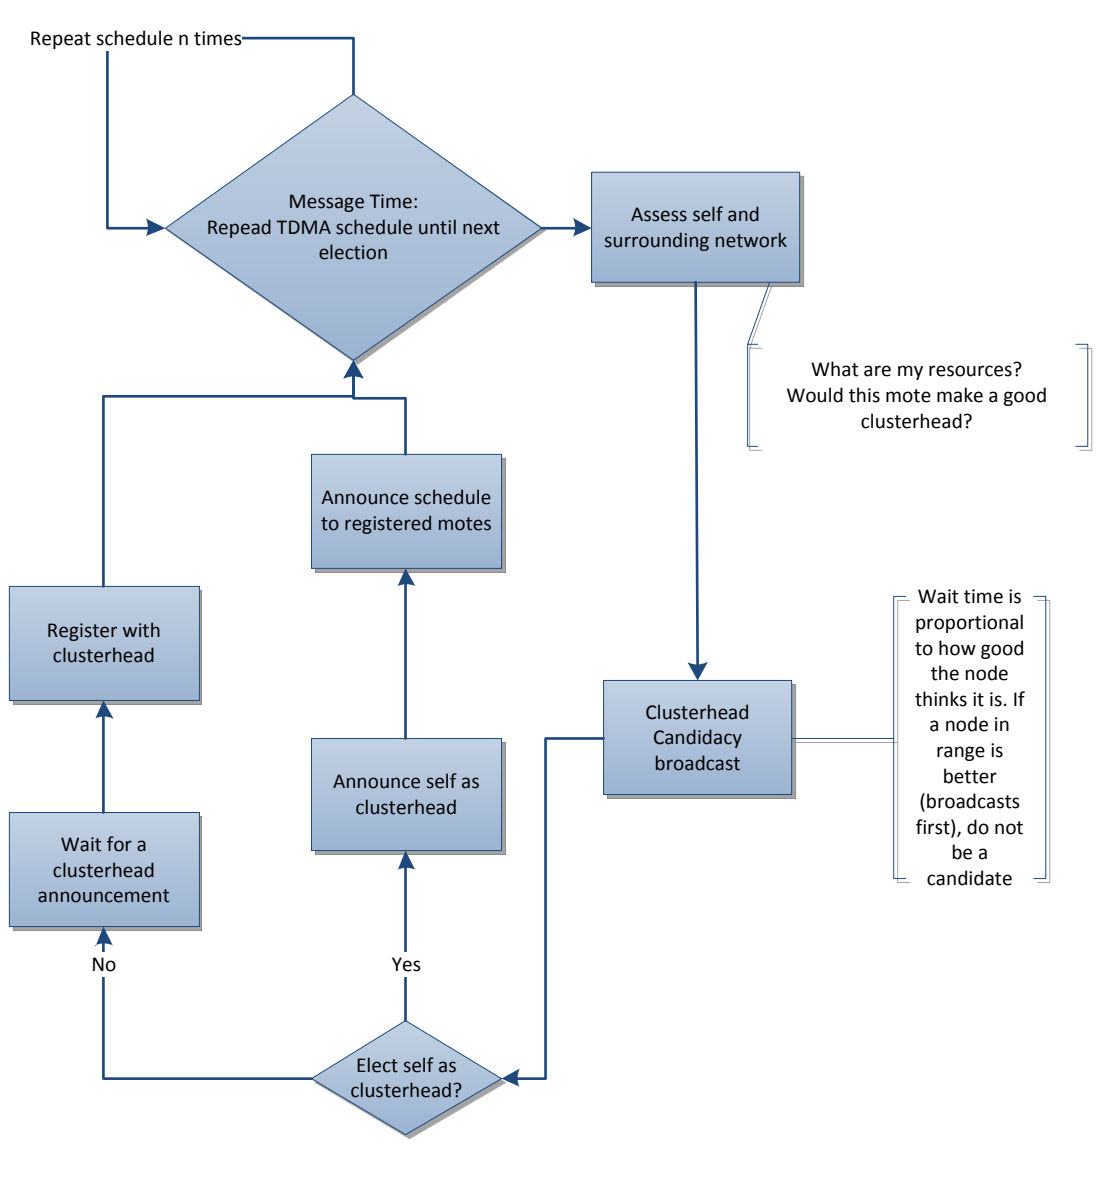 Repeat schedule n times
Message Time:
Repead TDMA schedule until next
election
Assess self and
surrounding network
What are my resources?
Would this mote make a good
clusterhead?
Announce schedule
to registered motes
Register with
clusterhead
Wait time is
proportional
to how good
the node
thinks it is. If
a node in
range is
better
(broadcasts
first), do not
be a
candidate
Clusterhead
Candidacy
broadcast
Announce self as
clusterhead
Wait for a
clusterhead
announcement
No
Yes
Elect self as
clusterhead?